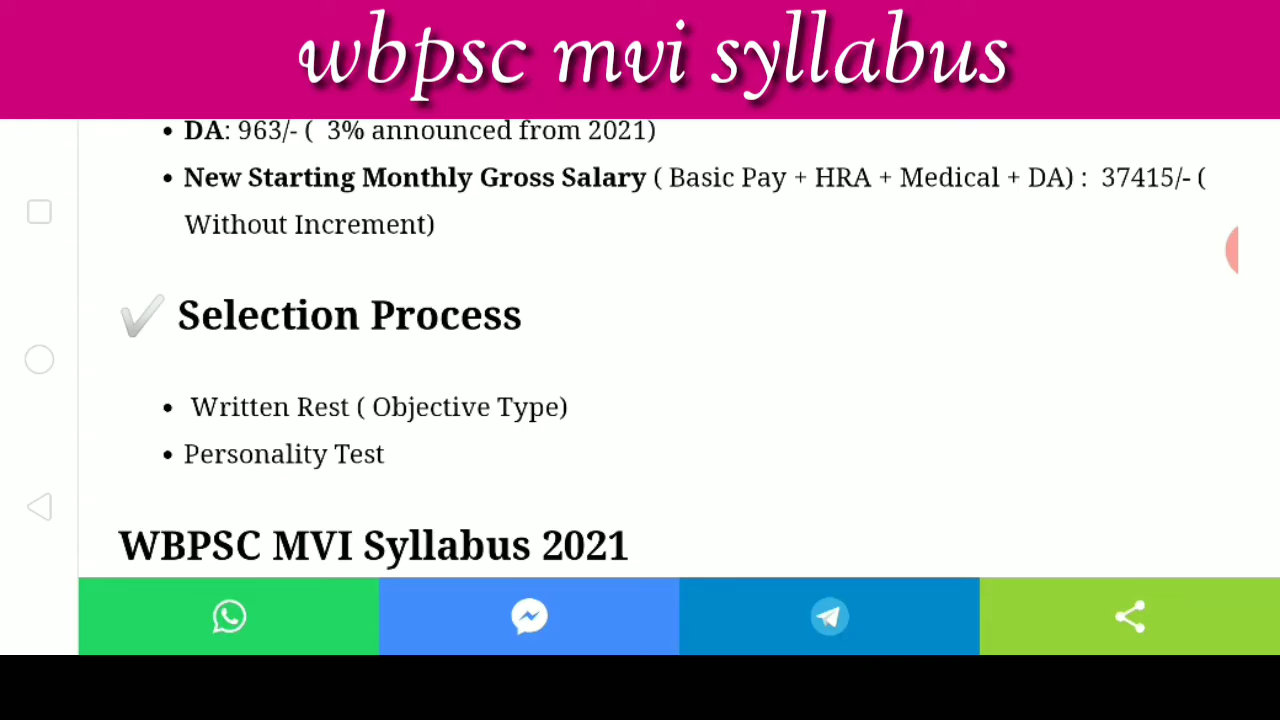 wbpsc mvi syllabus
• DA: 963/- ( 3% announced from 2021)
• New Starting Monthly Gross Salary ( Basic Pay + HRA + Medical + DA) : 37415/- (
Without Increment)
✔ Selection Process
• Written Rest ( Objective Type)
• Personality Test
WBPSC MVI Syllabus 2021